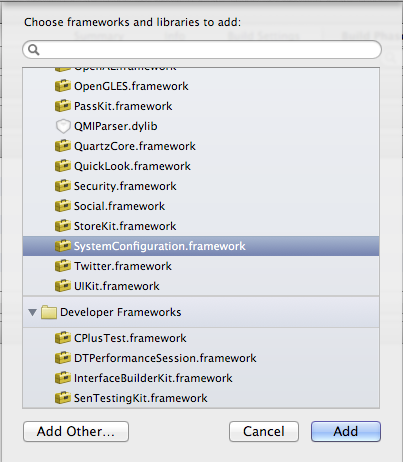 Choose frameworks and libraries to add:
OpenAL.framework
OpenGLES.framework
PassKit.framework
QMIParser.dylib
QuartzCore.framework
QuickLook.framework
Security.framework
Social.framework
StoreKit.framework
SystemConfiguration.framework
Twitter.framework
UIKit.framework
Developer Frameworks
CPlusTest.framework
DTPerformanceSession.framework
InterfaceBuilderKit.framework
SenTestingKit.framework
Add Other... Cancel Add